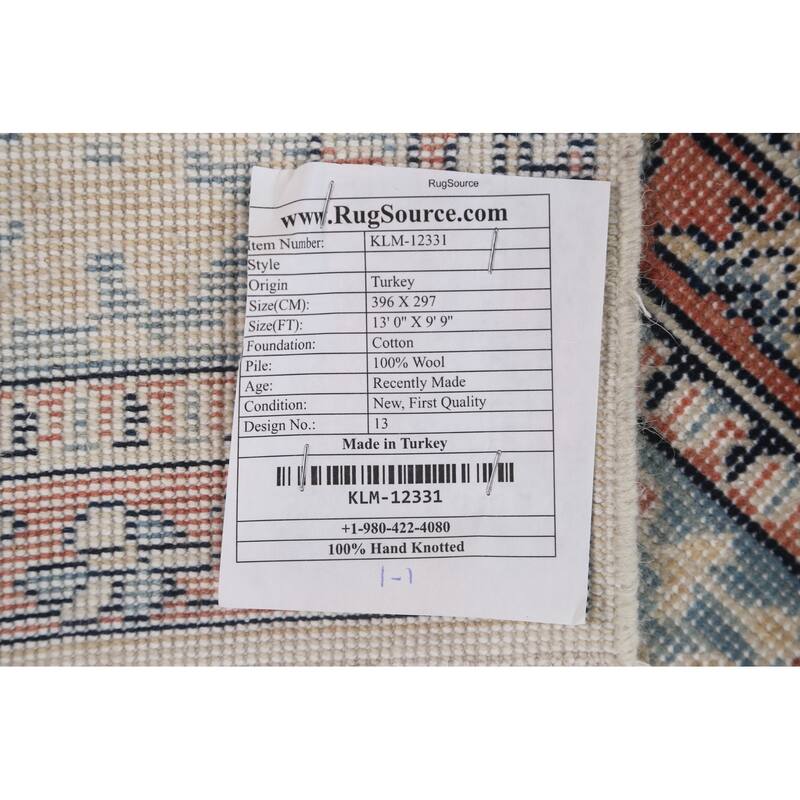 RugSource
www.RugSource.com
Item Number: KLM-12331
Style
Origin Turkey
Size(CM): 396 X 297
Size(FT): 13' 0" X 9' 9"
Foundation: Cotton
Pile: 100% Wool
Age: Recently Made
Condition: New, First Quality
Design No.: 13
Made in Turkey
KLM-12331
+1-980-422-4080
100% Hand Knotted
1-1